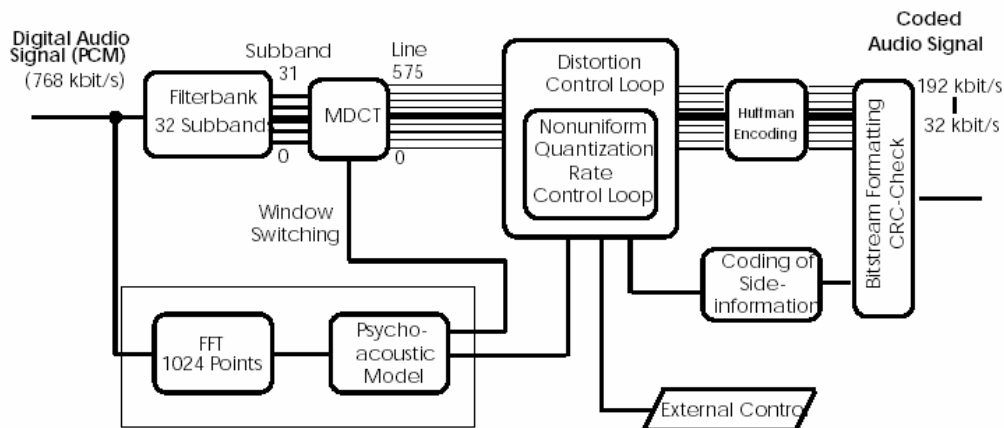 Digital Audio
Signal (PCM)
(768 kbit/s)
Filterbank
32 Subbands
Subband
31
0
MDCT
Line
575
0
Window
Switching
Distortion
Control Loop
Nonuniform
Quantization
Rate
Control Loop
Huffman
Encoding
Coded
Audio Signal
192 kbit/s
32 kbit/s
Bitstream Formatting
CRC-Check
Coding of
Side-
information
FFT
1024 Points
Psycho-
acoustic
Model
External Control